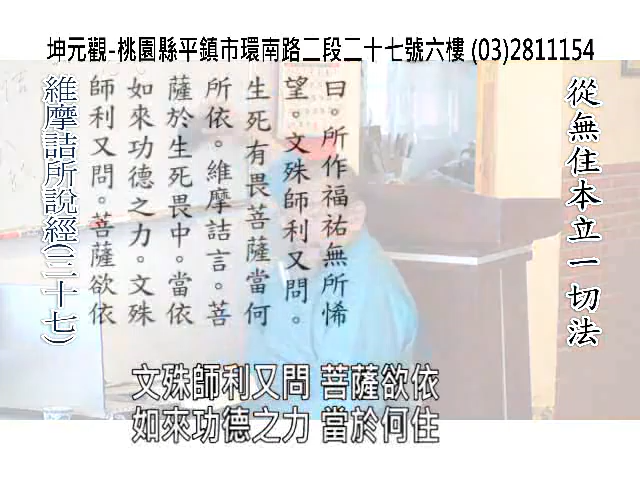 坤元觀-桃園縣平鎮市環南路二段二十七號六樓 (03)2811154
從無住本立一切法
曰。所作福祐無所悕
望。文殊師利又問。
生死有畏菩薩當何
所依。維摩詰言。菩
薩於生死畏中。當依
如來功德之力。文殊
師利又問。菩薩欲依
維摩詰所說經(三十七)
文殊師利又問 菩薩欲依
如來功德之力 當於何住